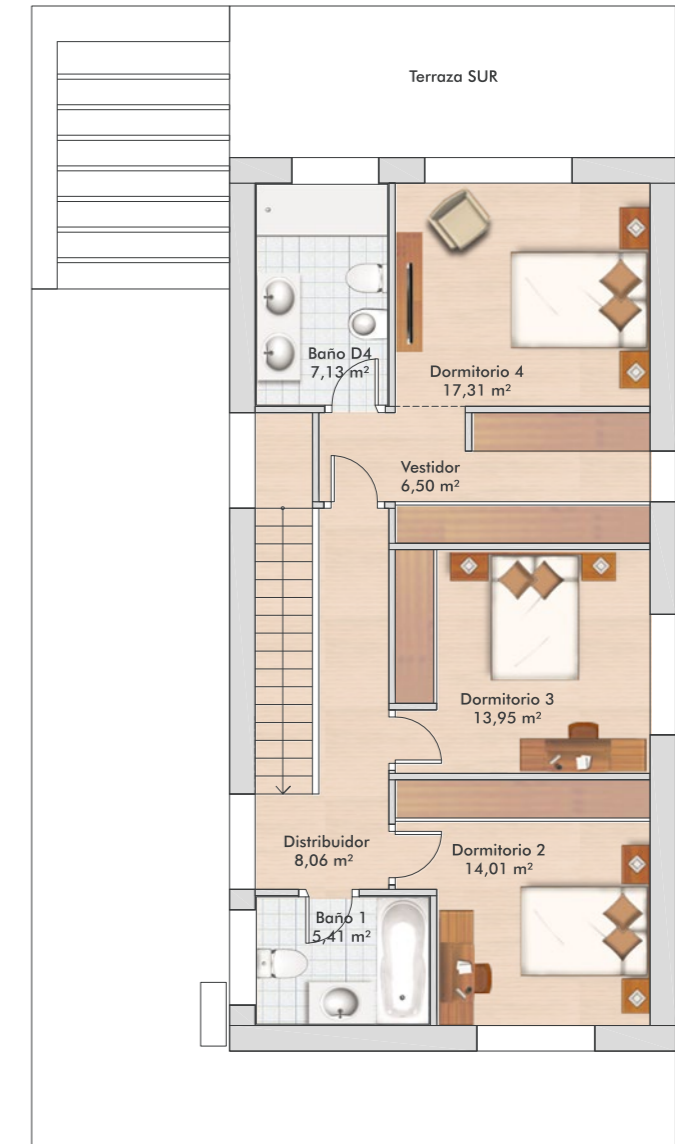 Terraza SUR
Baño D4
7,13 m²
Dormitorio 4
17,31 m²
Vestidor
6,50 m²
Dormitorio 3
13,95 m²
Distribuidor
8,06 m²
Dormitorio 2
14,01 m²
Baño 1
5,41 m²